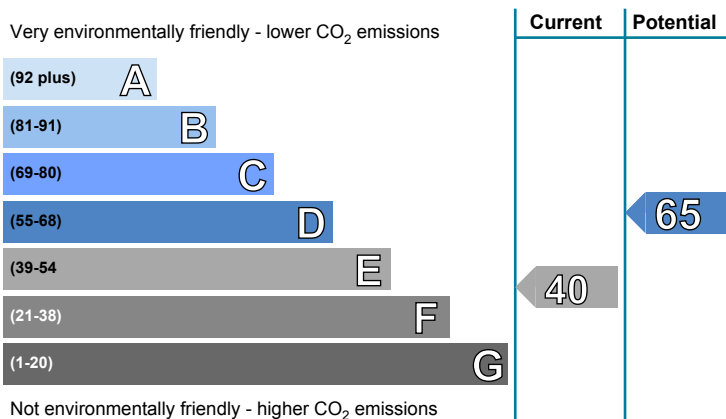 Current Potential
Very environmentally friendly - lower CO₂ emissions
(92 plus) A
(81-91) B
(69-80) C
(55-68) D
65
(39-54 E
40
(21-38) F
(1-20) G
Not environmentally friendly - higher CO₂ emissions